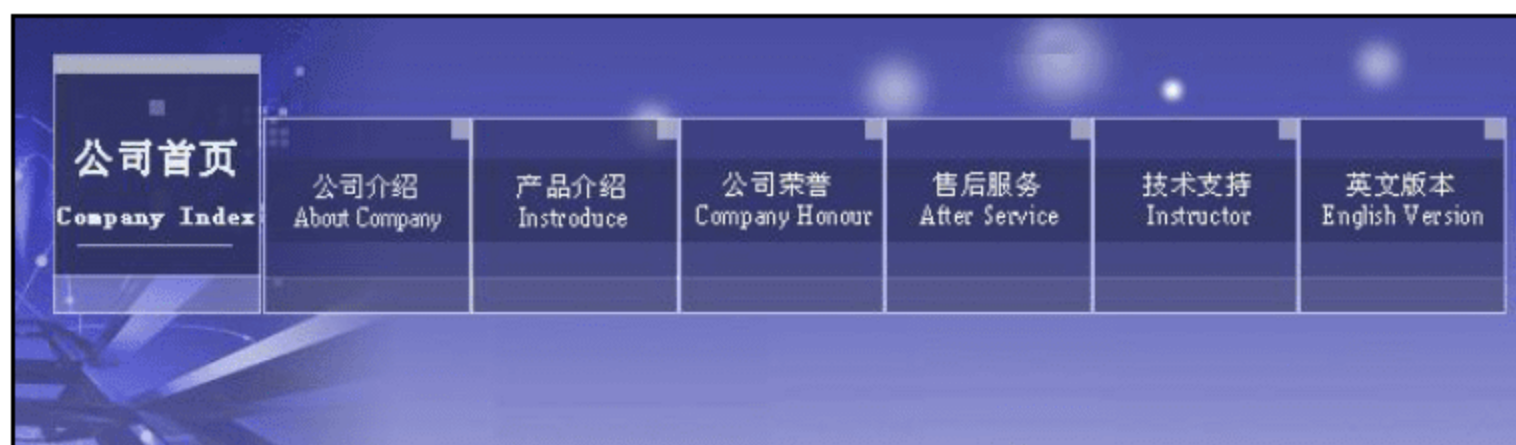 公司首页
Company Index
公司介绍
About Company
产品介绍
Instroduce
公司荣誉
Company Honour
售后服务
After Service
技术支持
Instructor
英文版本
English Version